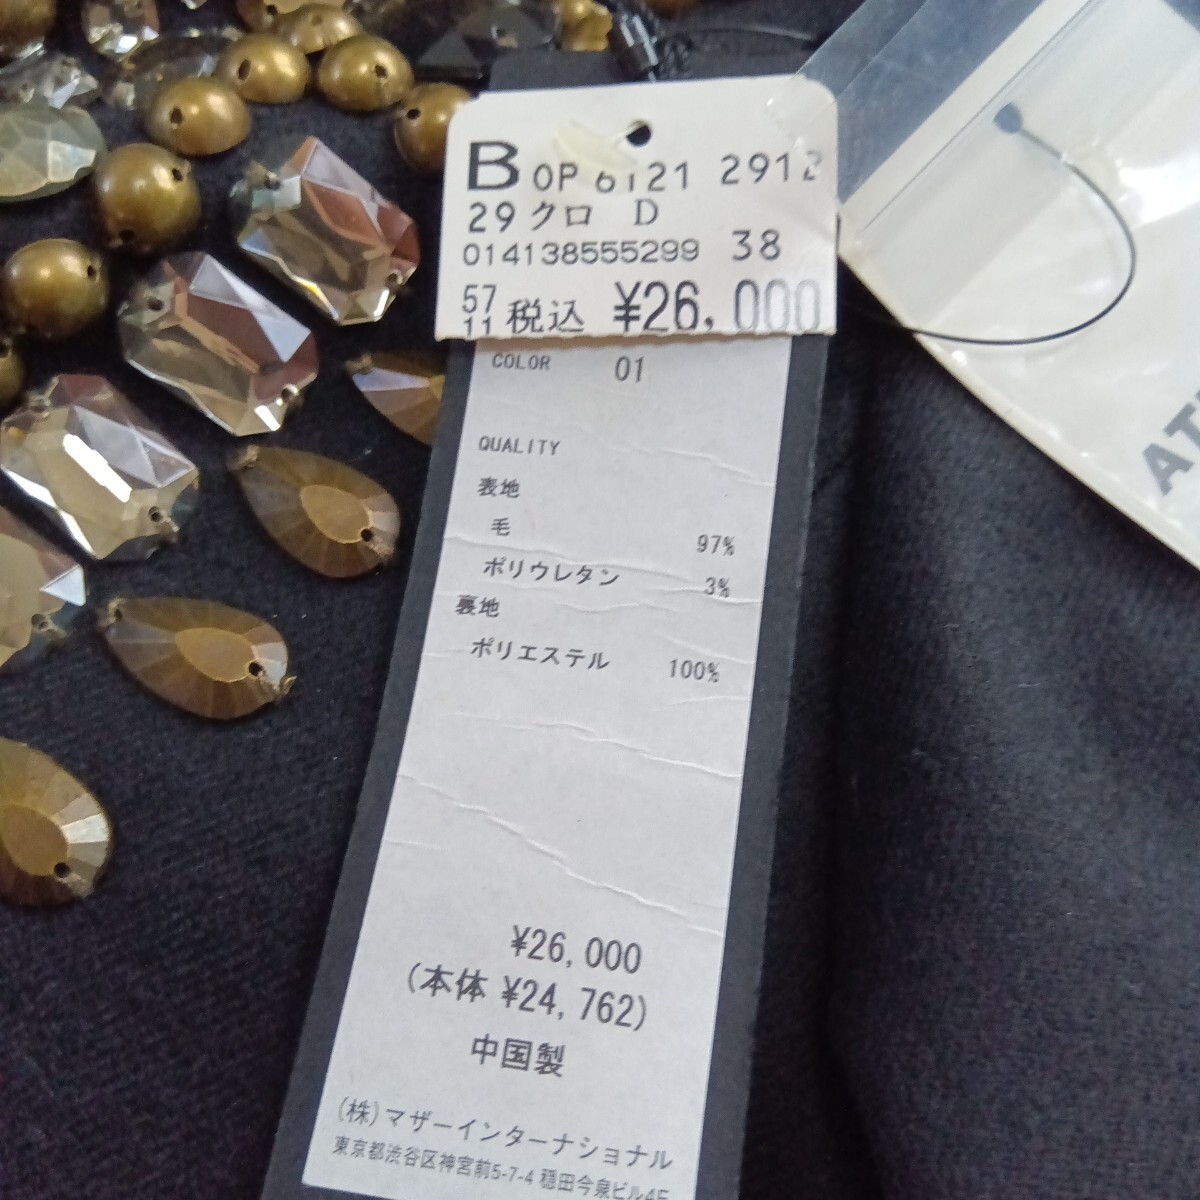 B OP 6121 2912
29 クロ D
014138555299 38
57
11 税込 ¥26,000
COLOR 01
QUALITY
表地
毛 97%
ポリウレタン 3%
裏地
ポリエステル 100%
¥26,000
(本体 ¥24,762)
中国製
(株)マザーインターナショナル
東京都渋谷区神宮前5-7-4 穏田今泉ビル4F
AT